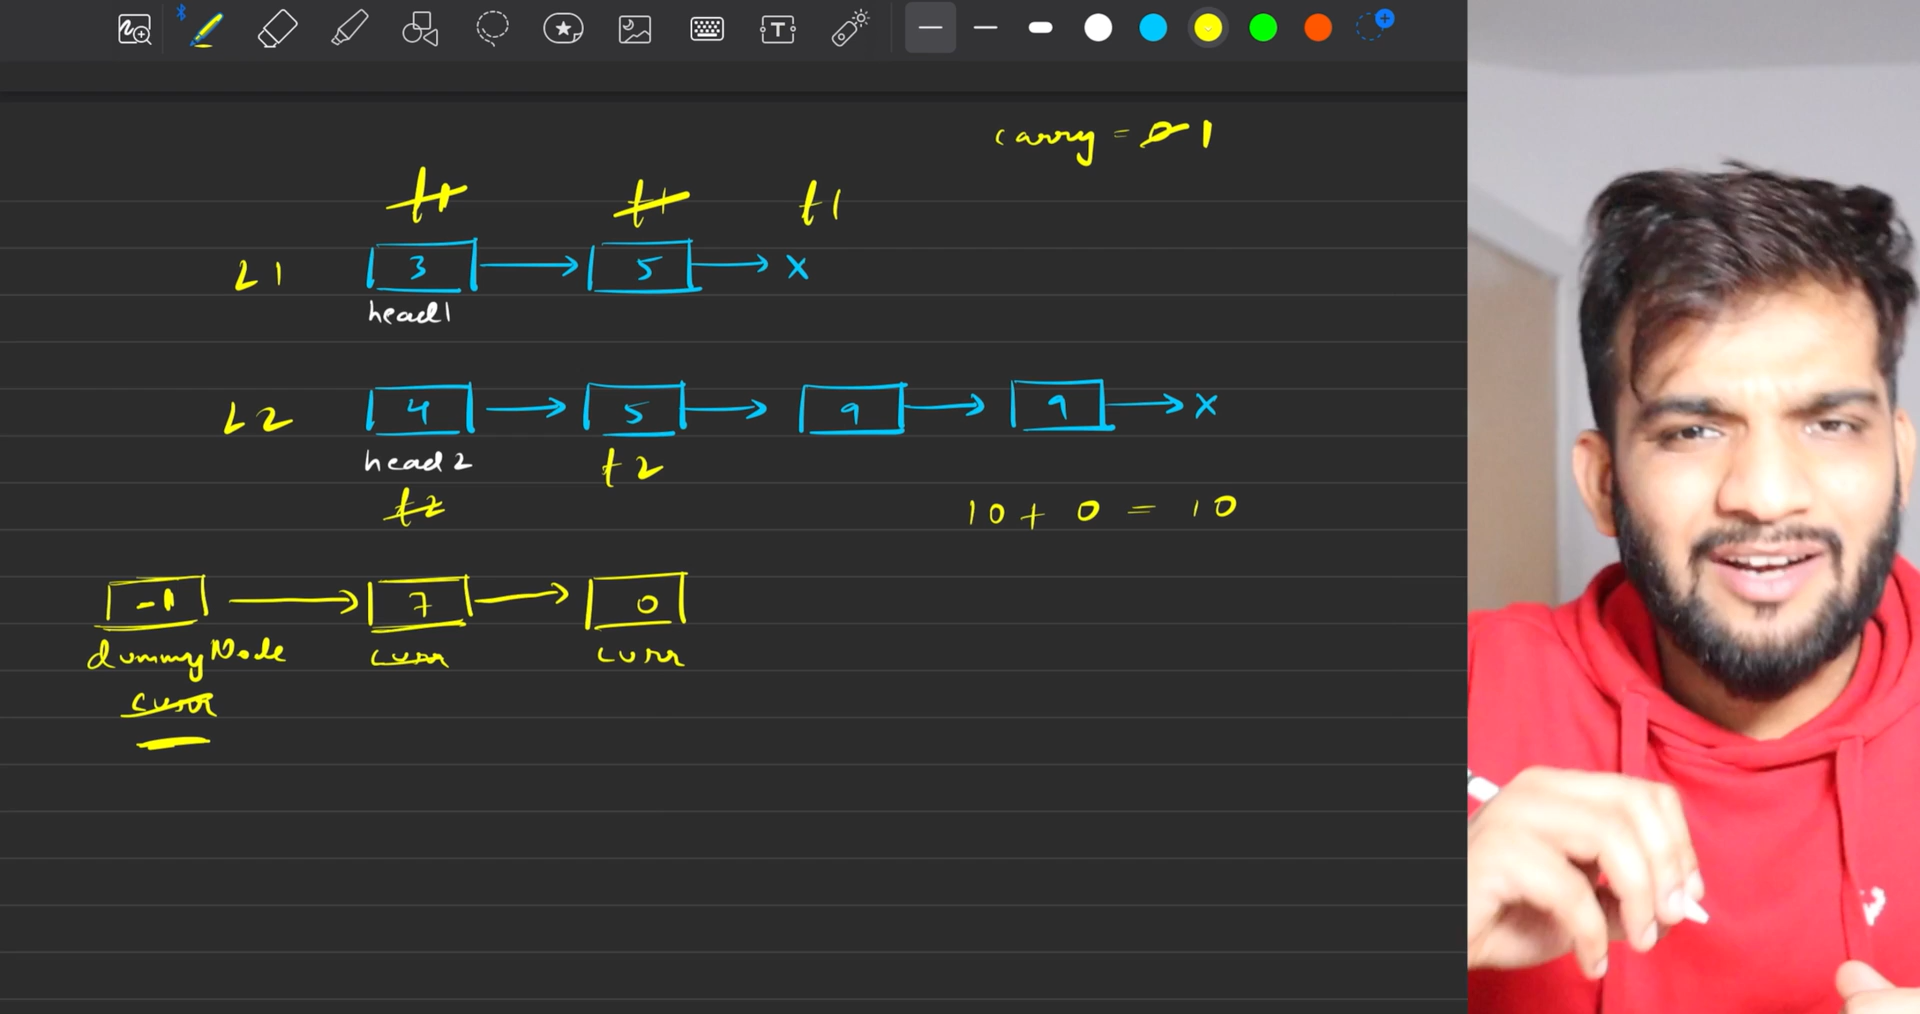 carry = 0 1
t1 t1 t1
L1 3 5 x
head1
L2 4 5 9 9 x
head2 t2
t2 10 + 0 = 10
-1 7 0
dummyNode curr curr
curr